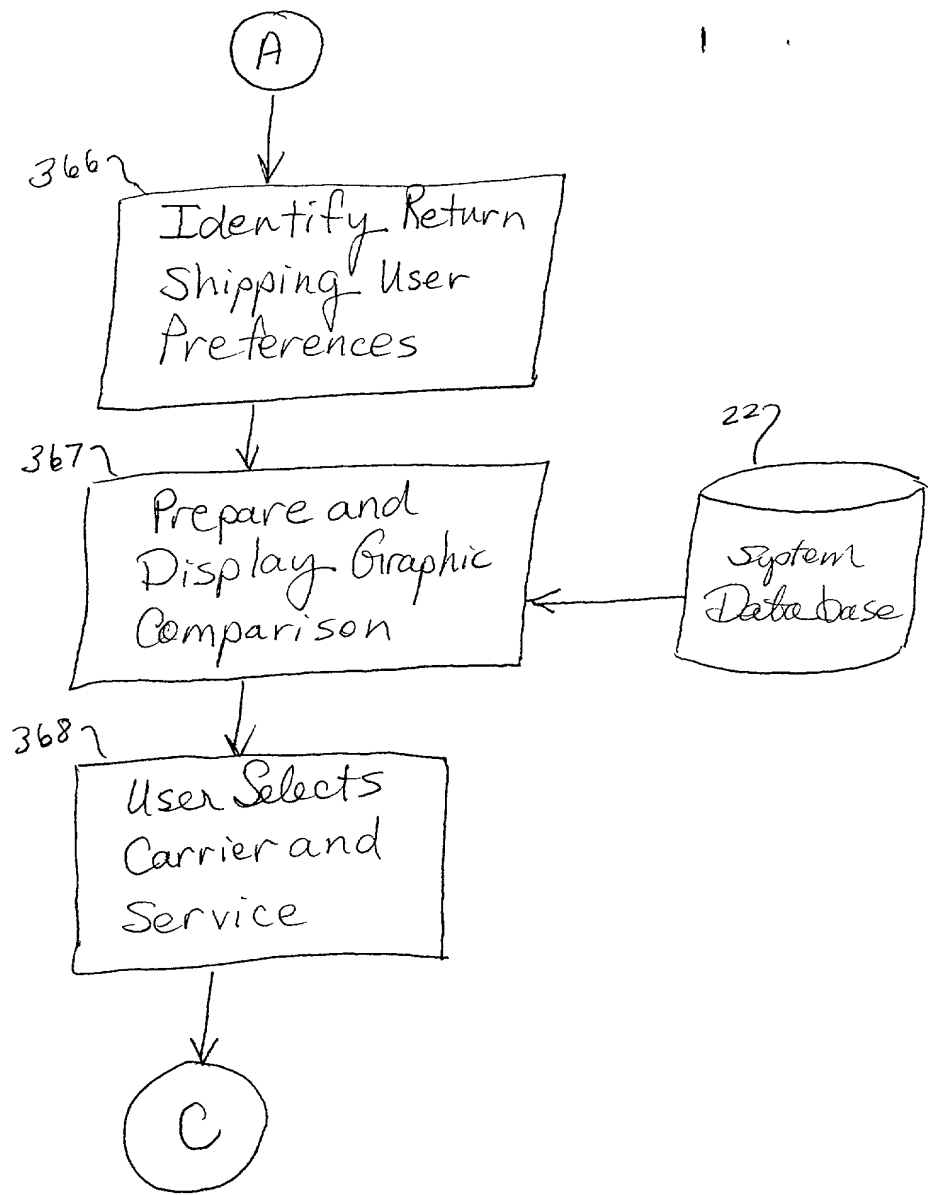 A
366
Identify Return
Shipping User
Preferences
367
Prepare and
Display Graphic
Comparison
227
System
Database
368
User Selects
Carrier and
Service
C